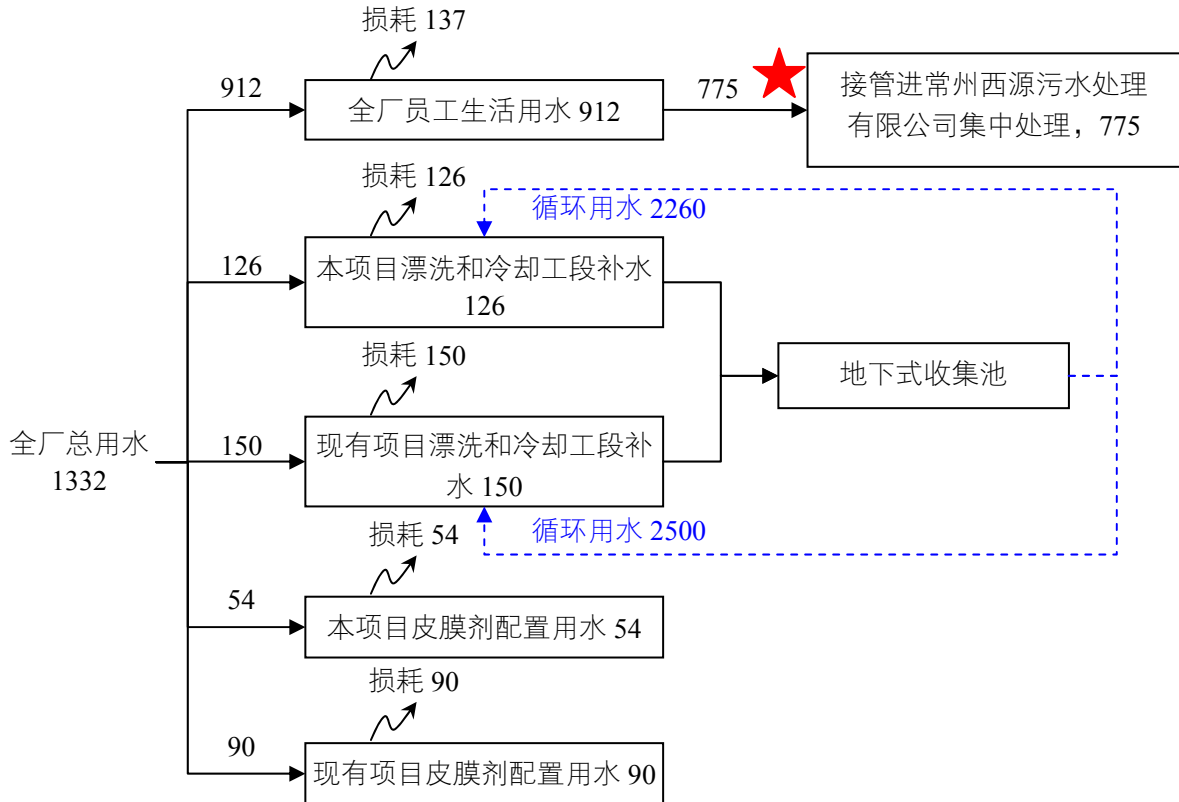 损耗 137
912
全厂员工生活用水 912
775
接管进常州西源污水处理
有限公司集中处理，775
损耗 126
循环用水 2260
126
本项目漂洗和冷却工段补水
126
损耗 150
地下式收集池
全厂总用水
1332
150
现有项目漂洗和冷却工段补
水 150
循环用水 2500
损耗 54
54
本项目皮膜剂配置用水 54
损耗 90
90
现有项目皮膜剂配置用水 90